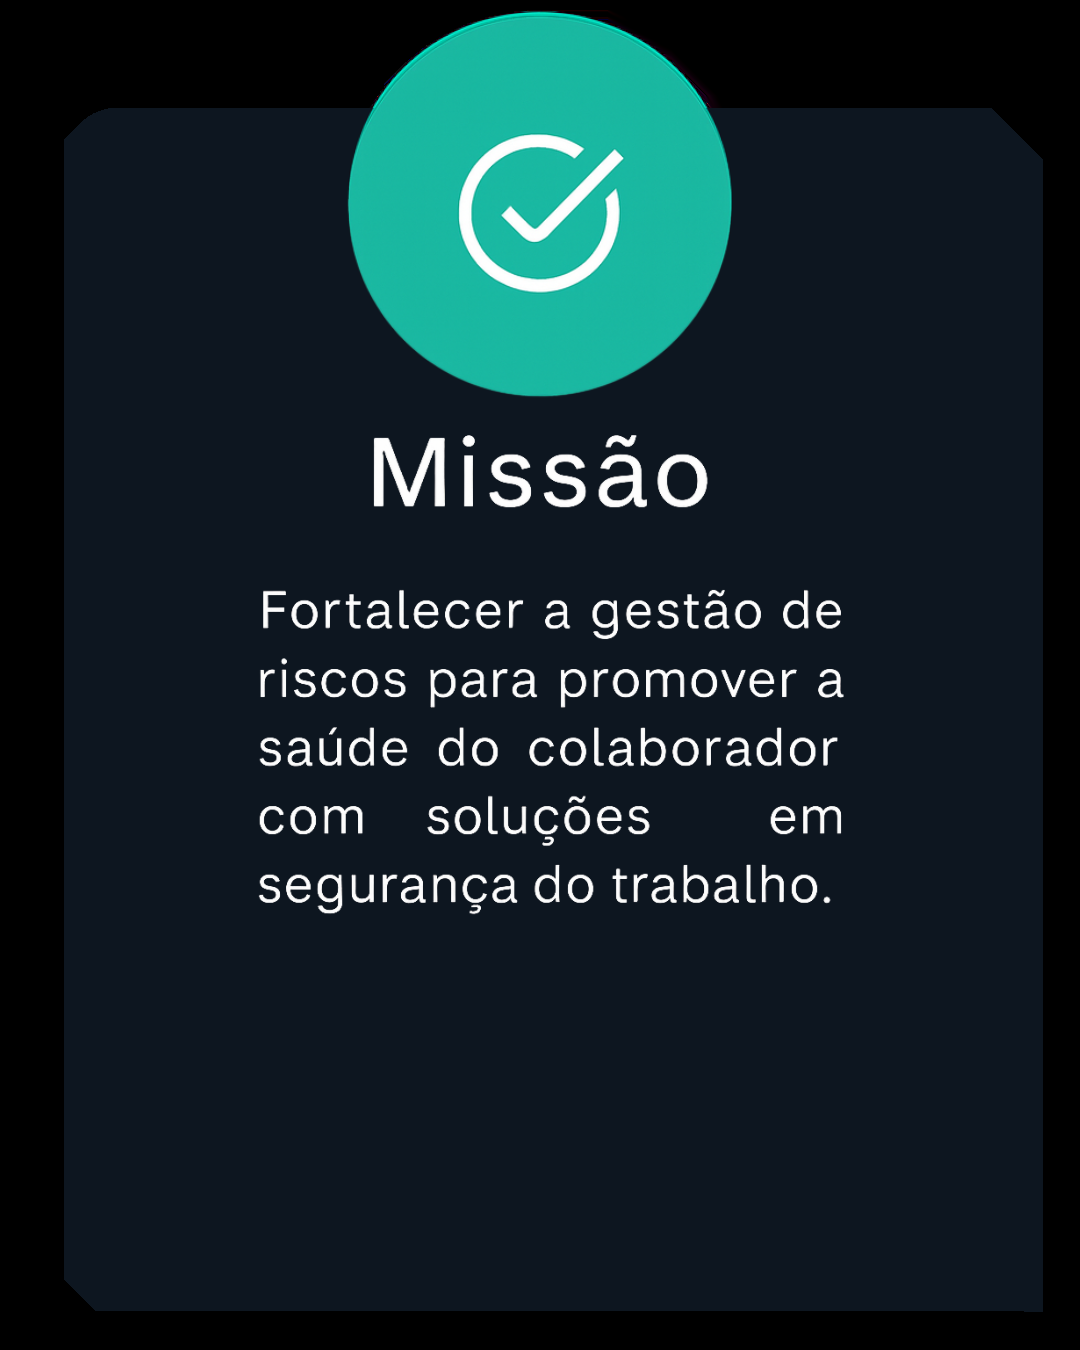 Missão
Fortalecer a gestão de
riscos para promover a
saúde do colaborador
com soluções em
segurança do trabalho.